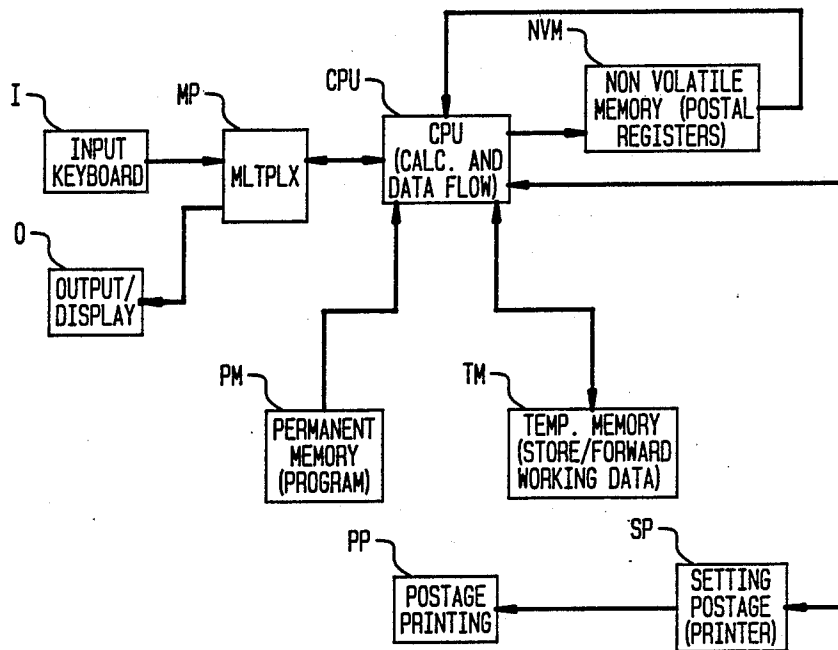 NVM
NON VOLATILE
MEMORY (POSTAL
REGISTERS)
CPU
CPU
(CALC. AND
DATA FLOW)
MP
MLTPLX
I
INPUT
KEYBOARD
O
OUTPUT/
DISPLAY
PM
PERMANENT
MEMORY
(PROGRAM)
TM
TEMP. MEMORY
(STORE/FORWARD
WORKING DATA)
PP
POSTAGE
PRINTING
SP
SETTING
POSTAGE
(PRINTER)